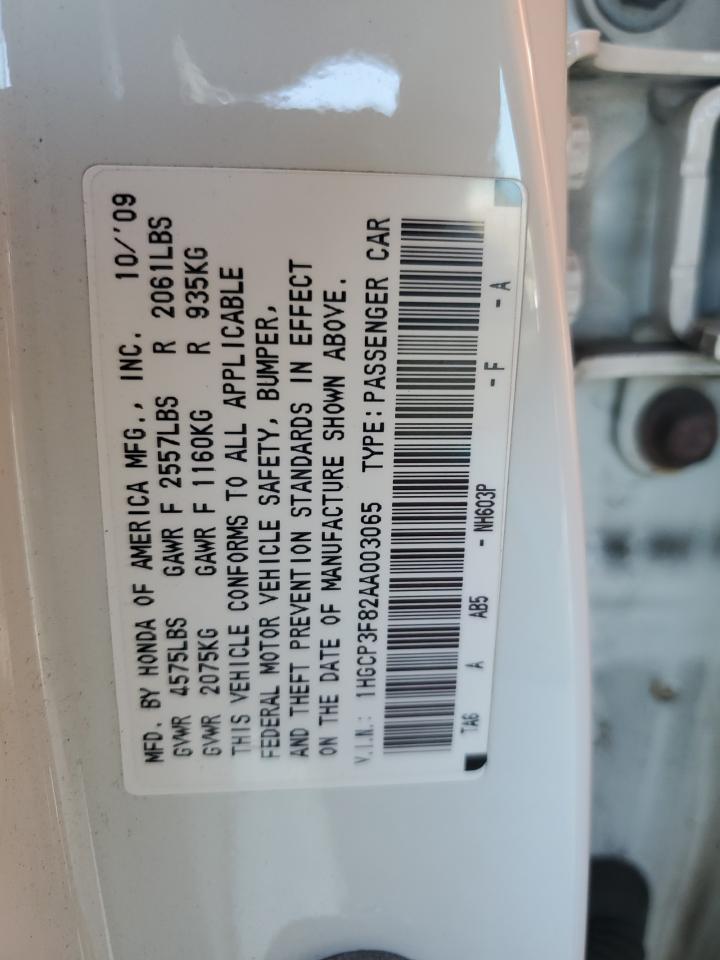 MFD. BY HONDA OF AMERICA MFG., INC. 10/'09
GVWR 4575LBS GAWR F 2557LBS R 2061LBS
GVWR 2075KG GAWR F 1160KG R 935KG
THIS VEHICLE CONFORMS TO ALL APPLICABLE
FEDERAL MOTOR VEHICLE SAFETY, BUMPER,
AND THEFT PREVENTION STANDARDS IN EFFECT
ON THE DATE OF MANUFACTURE SHOWN ABOVE.
V.I.N.: 1HGCP3F82AA003065 TYPE: PASSENGER CAR
TA6 A AB5 - NH603P - F - A